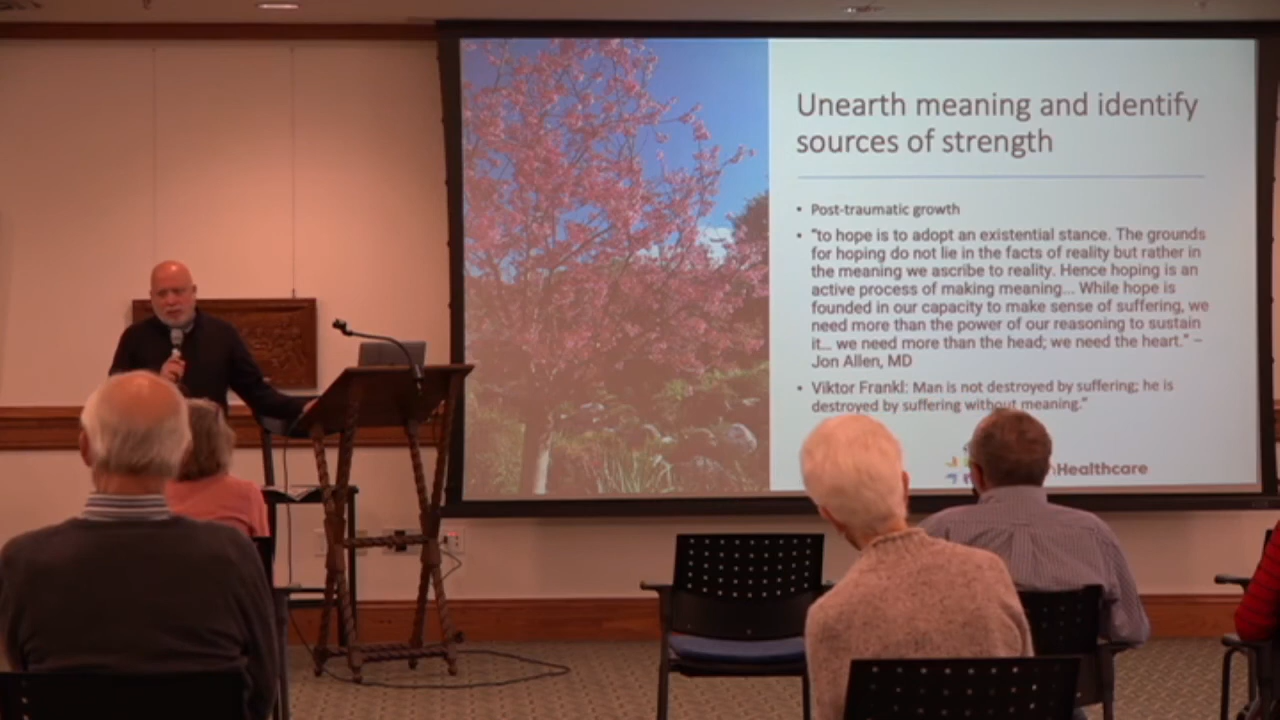 Unearth meaning and identify
sources of strength
• Post-traumatic growth
• "to hope is to adopt an existential stance. The grounds
for hoping do not lie in the facts of reality but rather in
the meaning we ascribe to reality. Hence hoping is an
active process of making meaning... While hope is
founded in our capacity to make sense of suffering, we
need more than the power of our reasoning to sustain
it... we need more than the head; we need the heart." –
Jon Allen, MD
• Viktor Frankl: Man is not destroyed by suffering; he is
destroyed by suffering without meaning."
Healthcare